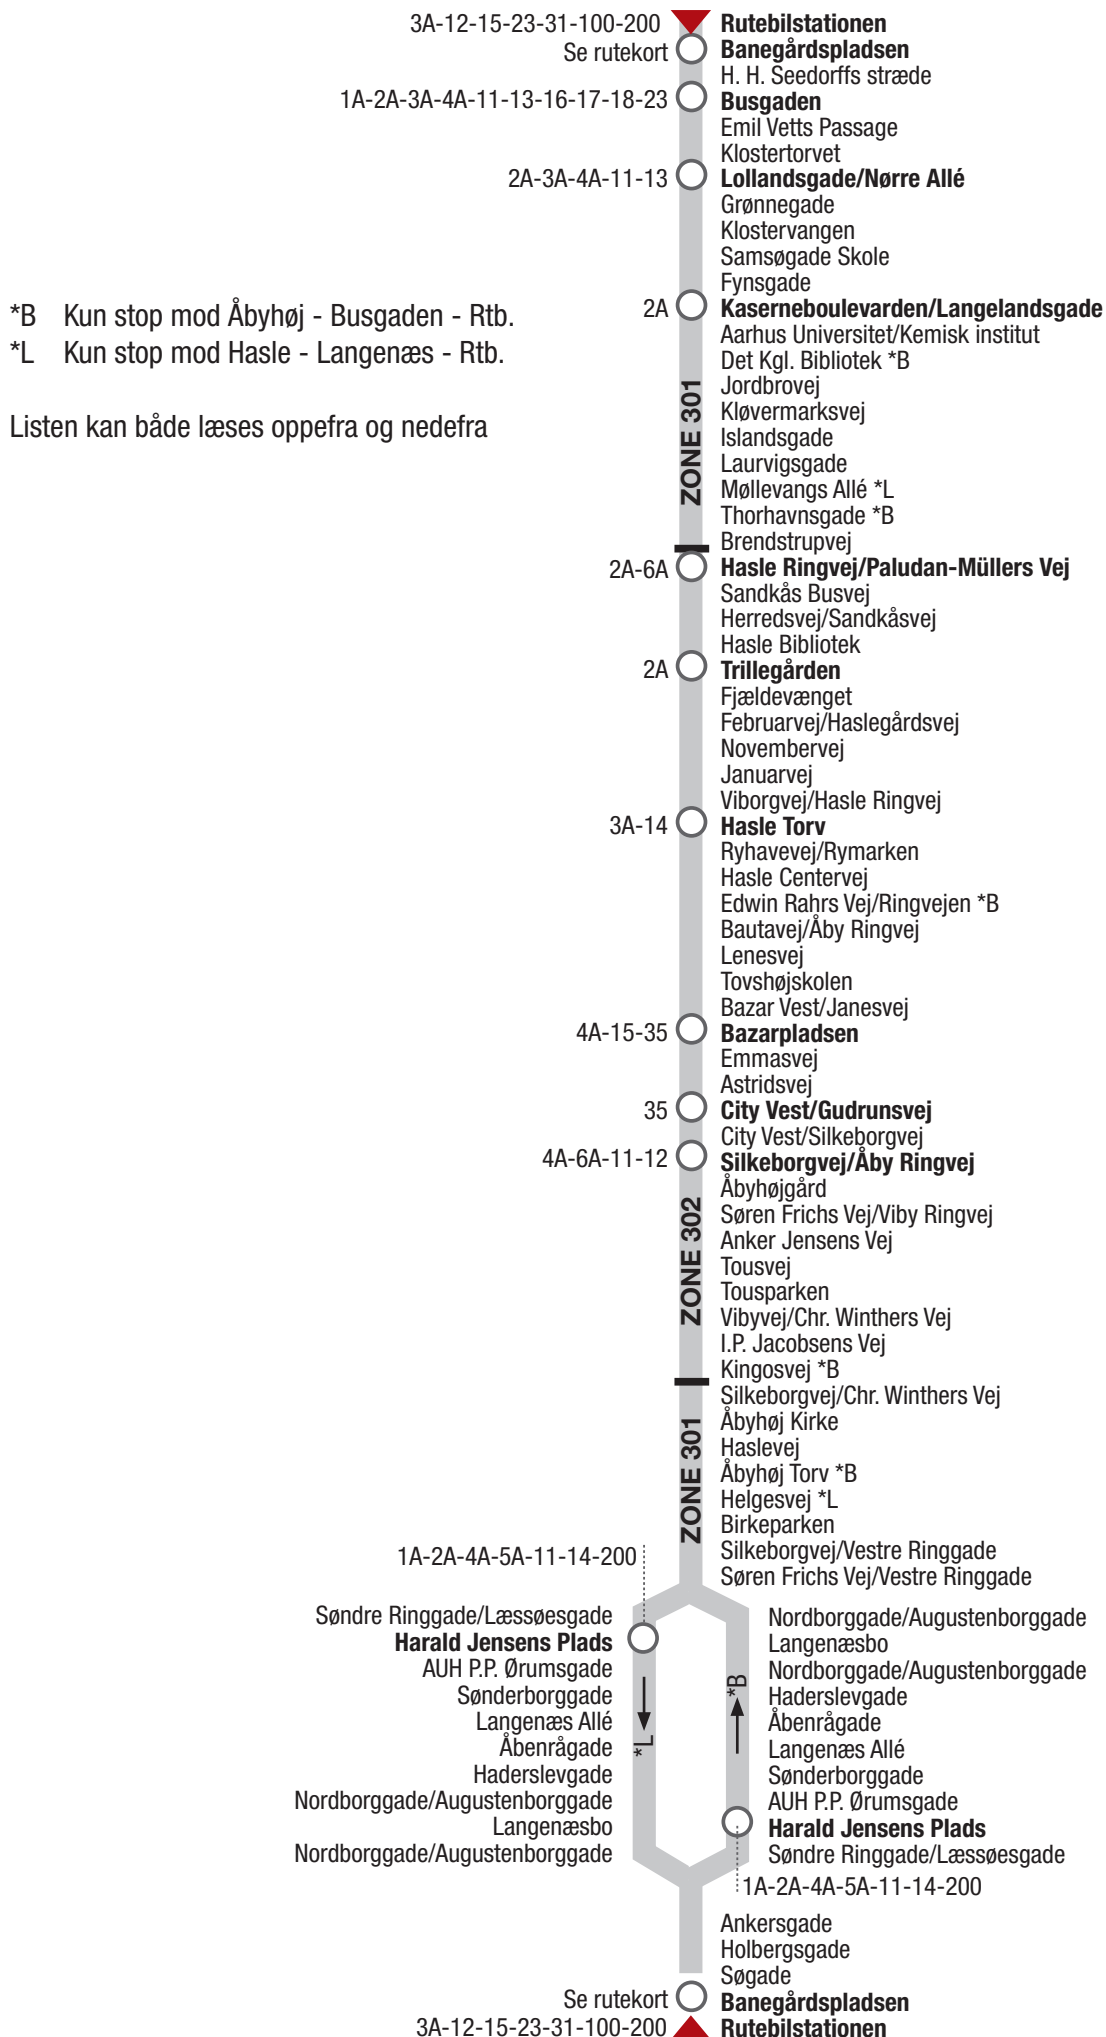 3A-12-15-23-31-100-200 Rutebilstationen
Se rutekort Banegårdspladsen
H. H. Seedorffs stræde
1A-2A-3A-4A-11-13-16-17-18-23 Busgaden
Emil Vetts Passage
Klostertorvet
2A-3A-4A-11-13 Lollandsgade/Nørre Allé
Grønnegade
Klostervangen
Samsøgade Skole
Fynsgade
2A Kaserneboulevarden/Langelandsgade
*B Kun stop mod Åbyhøj - Busgaden - Rtb.
*L Kun stop mod Hasle - Langenæs - Rtb.
Listen kan både læses oppefra og nedefra
Aarhus Universitet/Kemisk institut
Det Kgl. Bibliotek *B
Jordbrovej
Kløvermarksvej
Islandsgade
Laurvigsgade
Møllevangs Allé *L
Thorhavnsgade *B
Brendstrupvej
ZONE 301
2A-6A Hasle Ringvej/Paludan-Müllers Vej
Sandkås Busvej
Herredsvej/Sandkåsvej
Hasle Bibliotek
2A Trillegården
Fjældevænget
Februarvej/Haslegårdsvej
Novembervej
Januarvej
Viborgvej/Hasle Ringvej
3A-14 Hasle Torv
Ryhavevej/Rymarken
Hasle Centervej
Edwin Rahrs Vej/Ringvejen *B
Bautavej/Åby Ringvej
Lenesvej
Tovshøjskolen
Bazar Vest/Janesvej
4A-15-35 Bazarpladsen
Emmasvej
Astridsvej
35 City Vest/Gudrunsvej
City Vest/Silkeborgvej
4A-6A-11-12 Silkeborgvej/Åby Ringvej
Åbyhøjgård
Søren Frichs Vej/Viby Ringvej
Anker Jensens Vej
Tousvej
Tousparken
Vibyvej/Chr. Winthers Vej
I.P. Jacobsens Vej
Kingosvej *B
ZONE 302
Silkeborgvej/Chr. Winthers Vej
Åbyhøj Kirke
Haslevej
Åbyhøj Torv *B
Helgesvej *L
Birkeparken
Silkeborgvej/Vestre Ringgade
Søren Frichs Vej/Vestre Ringgade
ZONE 301
1A-2A-4A-5A-11-14-200
Søndre Ringgade/Læssøesgade
Harald Jensens Plads
AUH P.P. Ørumsgade
Sønderborggade
Langenæs Allé
Åbenrågade
Haderslevgade
Nordborggade/Augustenborggade
Langenæsbo
Nordborggade/Augustenborggade
*L
*B
Nordborggade/Augustenborggade
Langenæsbo
Nordborggade/Augustenborggade
Haderslevgade
Åbenrågade
Langenæs Allé
Sønderborggade
AUH P.P. Ørumsgade
Harald Jensens Plads
Søndre Ringgade/Læssøesgade
1A-2A-4A-5A-11-14-200
Ankersgade
Holbergsgade
Søgade
Se rutekort Banegårdspladsen
3A-12-15-23-31-100-200 Rutebilstationen